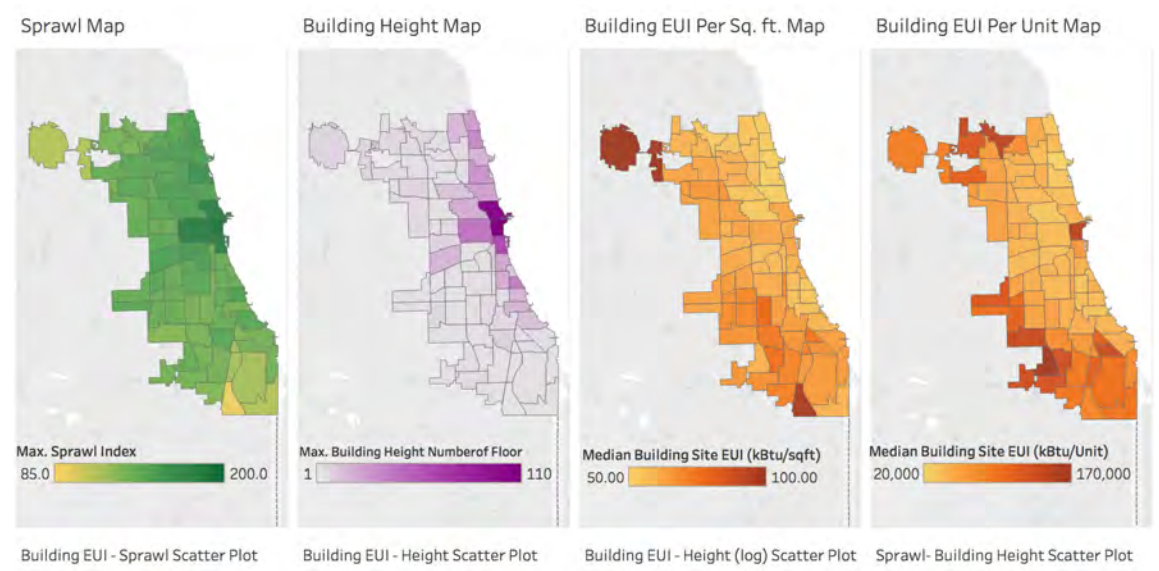 Sprawl Map
Building Height Map
Building EUI Per Sq. ft. Map
Building EUI Per Unit Map
Max. Sprawl Index
85.0 200.0
Max. Building Height Numberof Floor
1 110
Median Building Site EUI (kBtu/sqft)
50.00 100.00
Median Building Site EUI (kBtu/Unit)
20,000 170,000
Building EUI - Sprawl Scatter Plot
Building EUI - Height Scatter Plot
Building EUI - Height (log) Scatter Plot
Sprawl- Building Height Scatter Plot